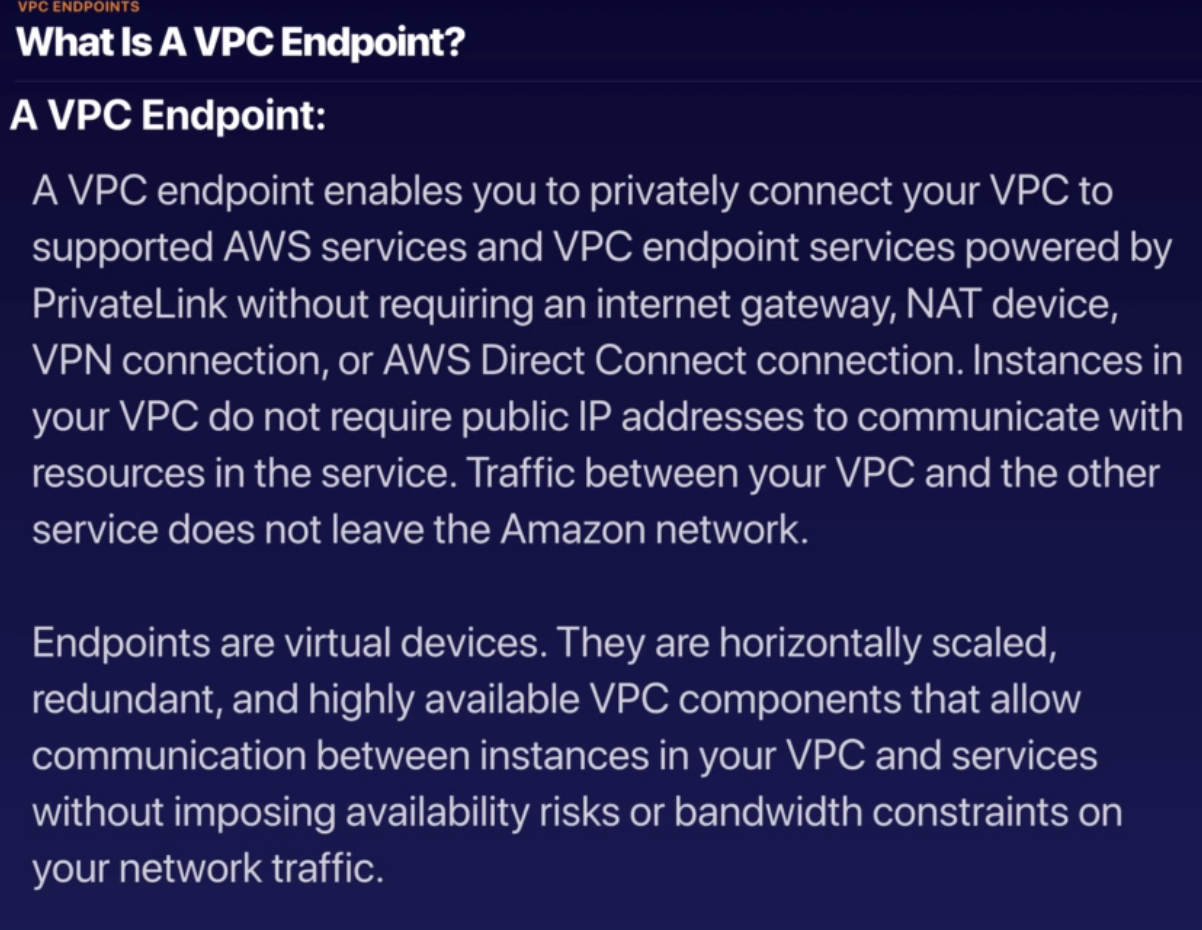 VPC ENDPOINTS
What Is A VPC Endpoint?
A VPC Endpoint:
A VPC endpoint enables you to privately connect your VPC to
supported AWS services and VPC endpoint services powered by
PrivateLink without requiring an internet gateway, NAT device,
VPN connection, or AWS Direct Connect connection. Instances in
your VPC do not require public IP addresses to communicate with
resources in the service. Traffic between your VPC and the other
service does not leave the Amazon network.
Endpoints are virtual devices. They are horizontally scaled,
redundant, and highly available VPC components that allow
communication between instances in your VPC and services
without imposing availability risks or bandwidth constraints on
your network traffic.